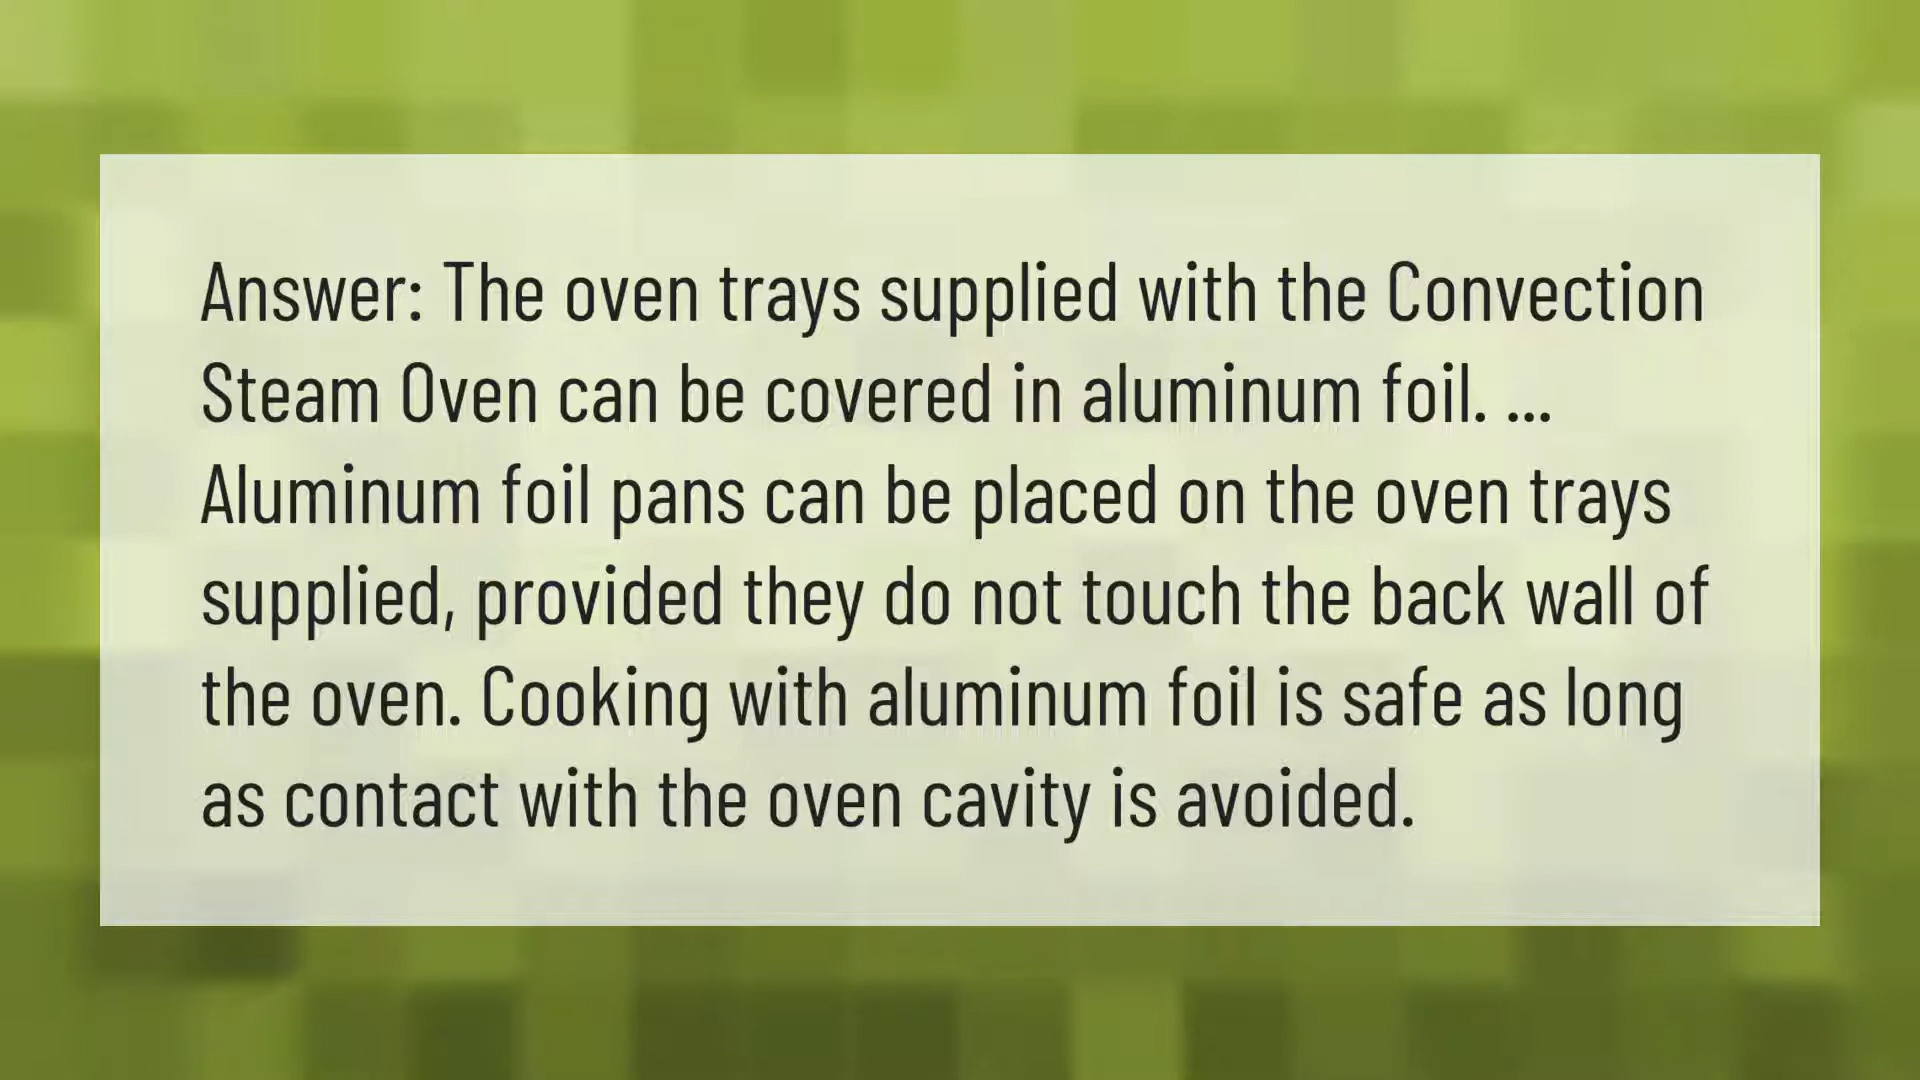 Answer: The oven trays supplied with the Convection
Steam Oven can be covered in aluminum foil. ...
Aluminum foil pans can be placed on the oven trays
supplied, provided they do not touch the back wall of
the oven. Cooking with aluminum foil is safe as long
as contact with the oven cavity is avoided.